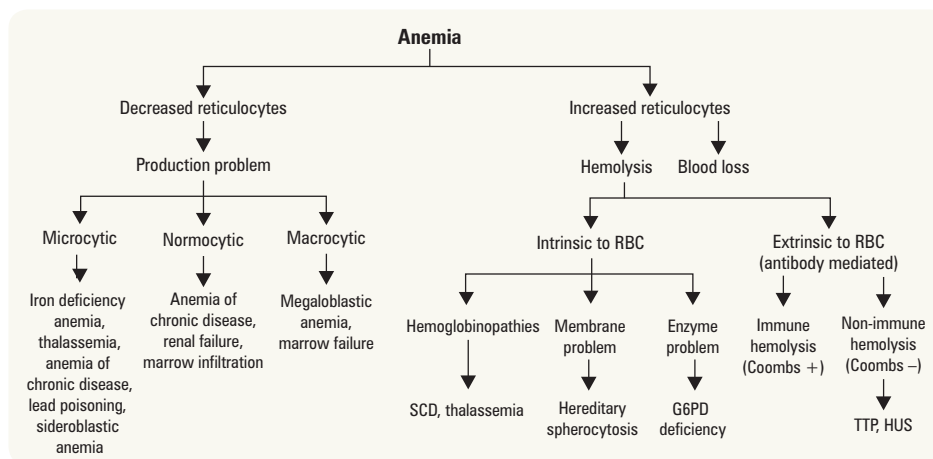 Anemia
Decreased reticulocytes
Increased reticulocytes
Production problem
Hemolysis
Blood loss
Microcytic
Normocytic
Macrocytic
Intrinsic to RBC
Extrinsic to RBC
(antibody mediated)
Iron deficiency
anemia,
thalassemia,
anemia of
chronic disease,
lead poisoning,
sideroblastic
anemia
Anemia of
chronic disease,
renal failure,
marrow infiltration
Megaloblastic
anemia,
marrow failure
Hemoglobinopathies
Membrane
problem
Enzyme
problem
Immune
hemolysis
(Coombs +)
Non-immune
hemolysis
(Coombs –)
SCD, thalassemia
Hereditary
spherocytosis
G6PD
deficiency
TTP, HUS